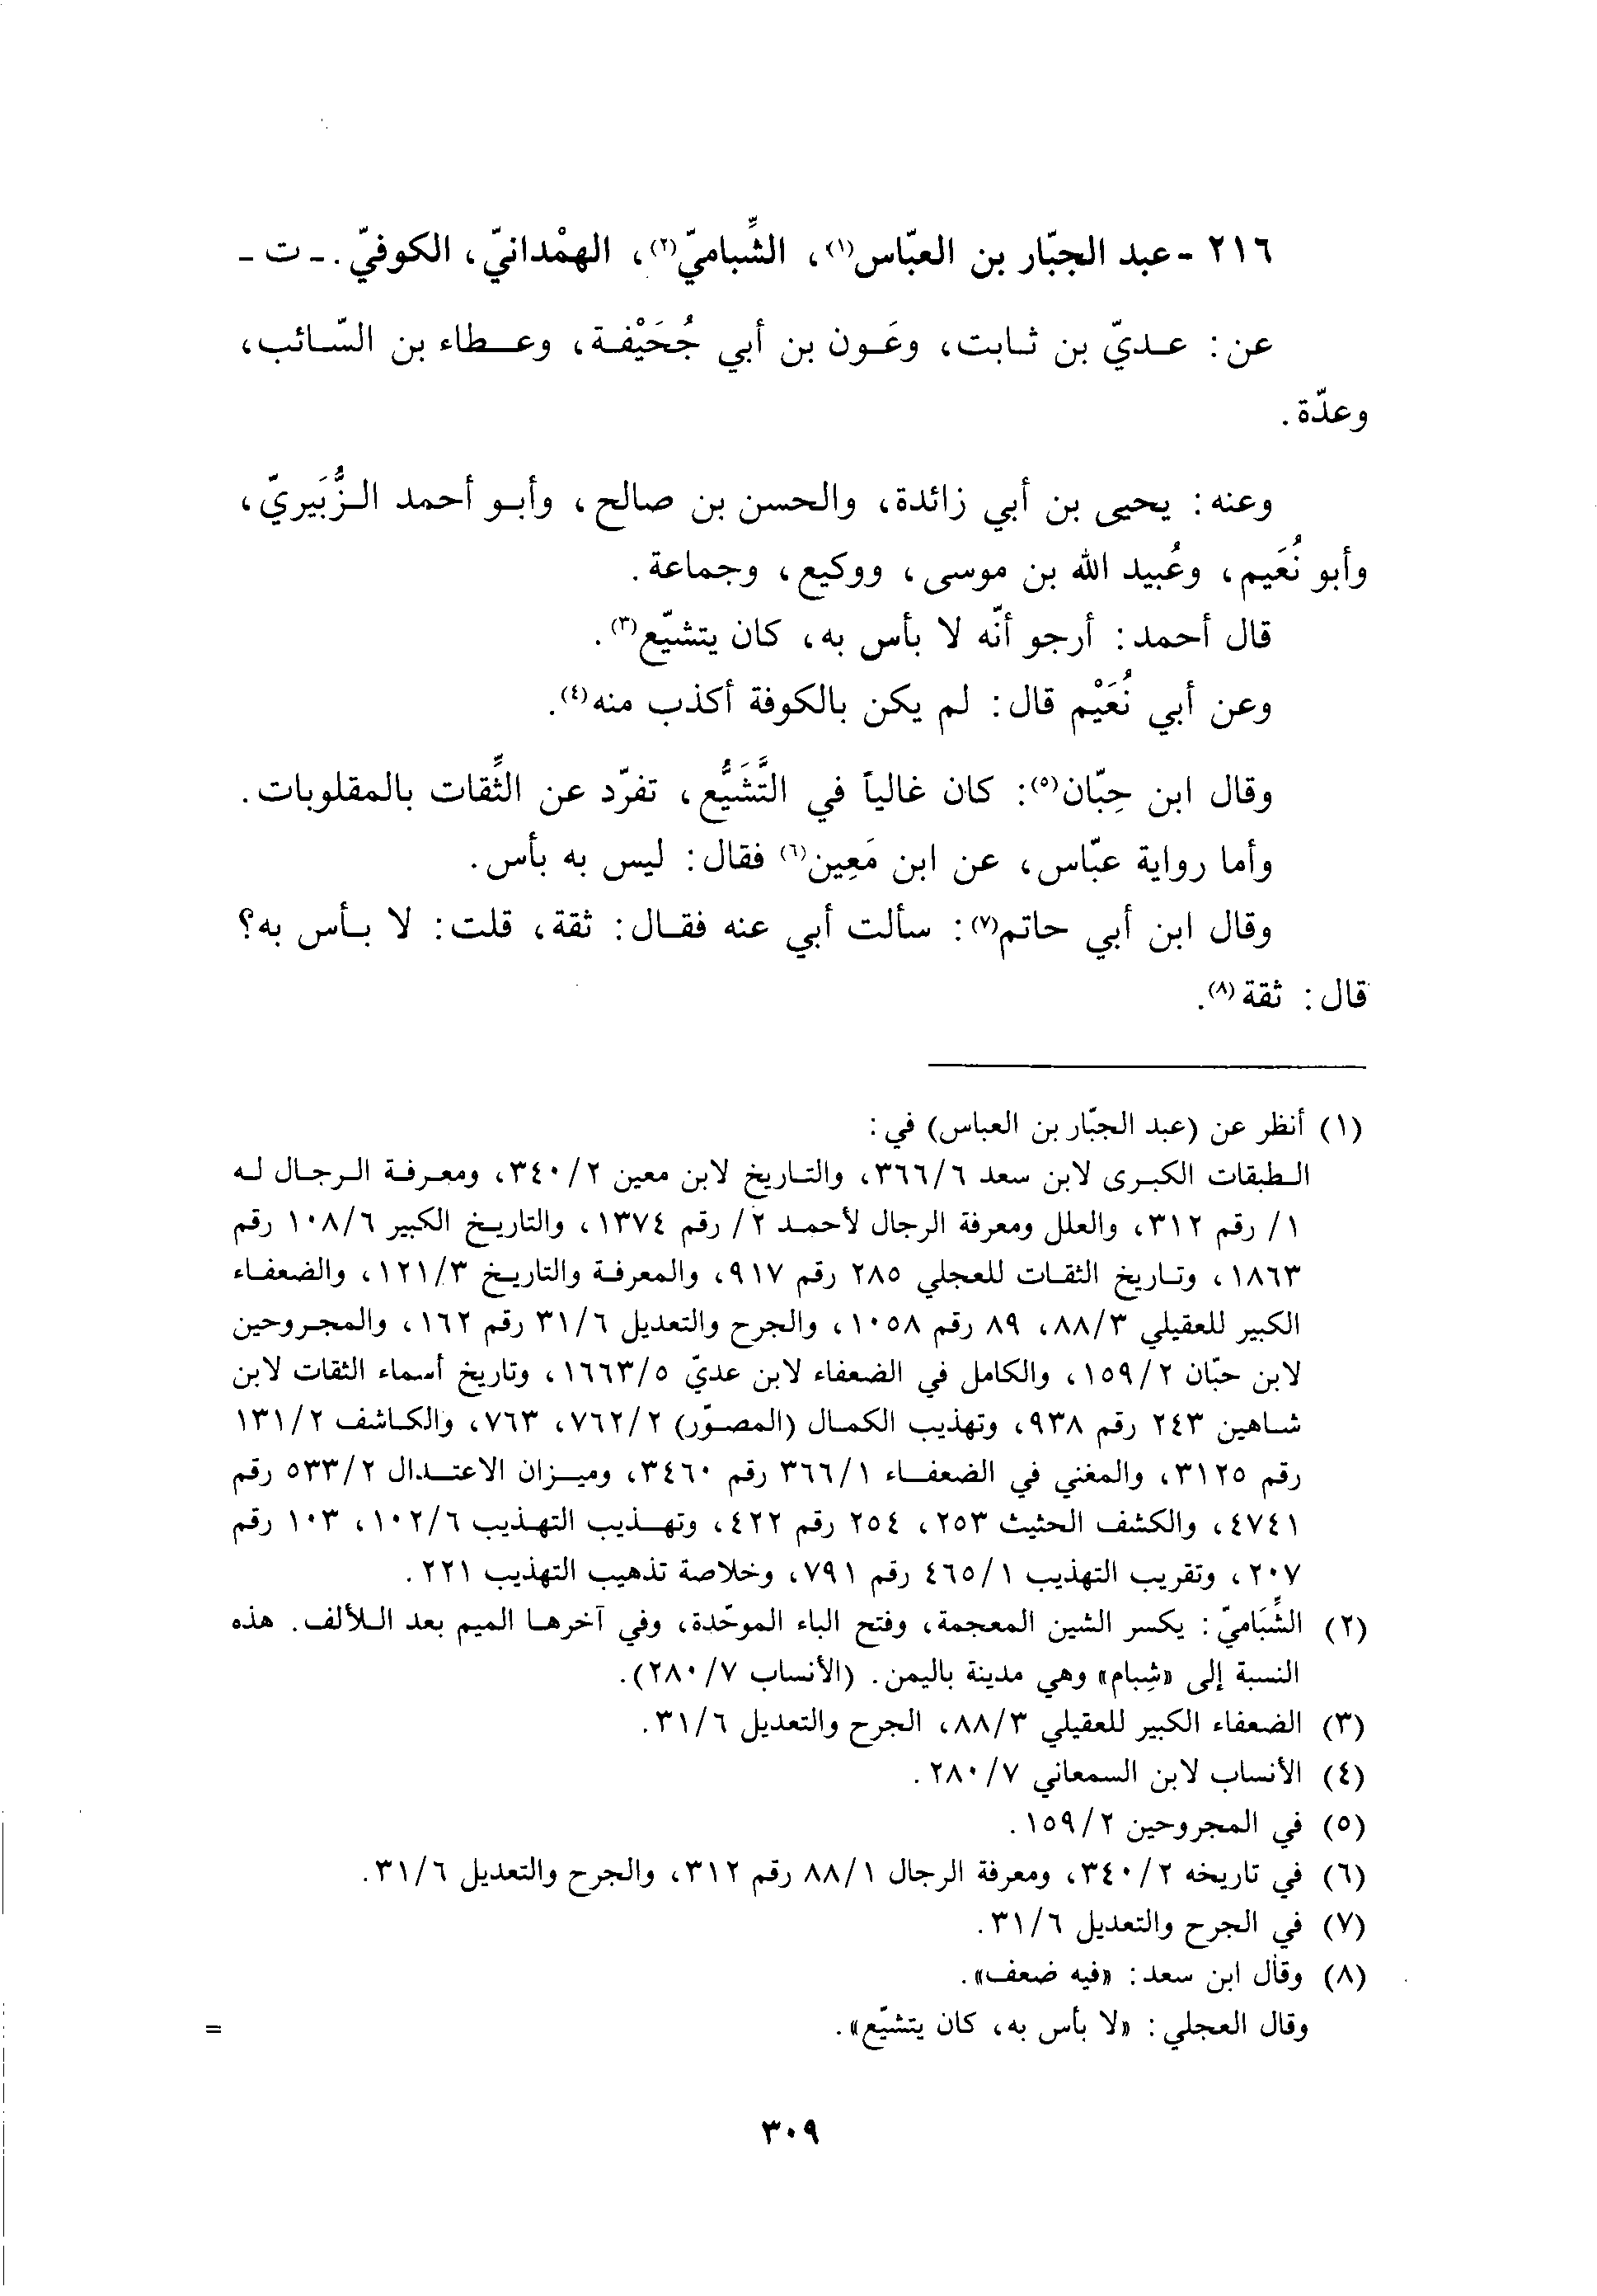 ٢١٦ - عبد الجبّار بن العبّاس(١)، الشِّباميّ(٢)، الهمْدانيّ، الكوفيّ. - ت -
عن: عديّ بن ثابت، وعَون بن أبي جُحَيْفة، وعطاء بن السّائب،
وعدّة.
وعنه: يحيى بن أبي زائدة، والحسن بن صالح، وأبو أحمد الزُّبَيريّ،
وأبو نُعَيم، وعُبيد الله بن موسى، ووكيع، وجماعة.
قال أحمد: أرجو أنّه لا بأس به، كان يتشيّع(٣).
وعن أبي نُعَيْم قال: لم يكن بالكوفة أكذب منه(٤).
وقال ابن حِبّان(٥): كان غالياً في التَّشَيُّع، تفرّد عن الثِّقات بالمقلوبات.
وأما رواية عبّاس، عن ابن مَعِين(٦) فقال: ليس به بأس.
وقال ابن أبي حاتم(٧): سألت أبي عنه فقال: ثقة، قلت: لا بأس به؟
قال: ثقة(٨).
(١) أنظر عن (عبد الجبّار بن العباس) في:
الطبقات الكبرى لابن سعد ٣٦٦/٦، والتاريخ لابن معين ٣٤٠/٢، ومعرفة الرجال له
١/ رقم ٣١٢، والعلل ومعرفة الرجال لأحمد ٢/ رقم ١٣٧٤، والتاريخ الكبير ١٠٨/٦ رقم
١٨٦٣، وتاريخ الثقات للعجلي ٢٨٥ رقم ٩١٧، والمعرفة والتاريخ ١٢١/٣، والضعفاء
الكبير للعقيلي ٨٨/٣، ٨٩ رقم ١٠٥٨، والجرح والتعديل ٣١/٦ رقم ١٦٢، والمجروحين
لابن حبّان ١٥٩/٢، والكامل في الضعفاء لابن عديّ ١٦٦٣/٥، وتاريخ أسماء الثقات لابن
شاهين ٢٤٣ رقم ٩٣٨، وتهذيب الكمال (المصوّر) ٧٦٢/٢، ٧٦٣، والكاشف ١٣١/٢
رقم ٣١٢٥، والمغني في الضعفاء ٣٦٦/١ رقم ٣٤٦٠، وميزان الاعتدال ٥٣٣/٢ رقم
٤٧٤١، والكشف الحثيث ٢٥٣، ٢٥٤ رقم ٤٢٢، وتهذيب التهذيب ١٠٢/٦، ١٠٣ رقم
٢٠٧، وتقريب التهذيب ٤٦٥/١ رقم ٧٩١، وخلاصة تذهيب التهذيب ٢٢١.
(٢) الشِّبَاميّ: يكسر الشين المعجمة، وفتح الباء الموحّدة، وفي آخرها الميم بعد اللألف. هذه
النسبة إلى «شِبام» وهي مدينة باليمن. (الأنساب ٢٨٠/٧).
(٣) الضعفاء الكبير للعقيلي ٨٨/٣، الجرح والتعديل ٣١/٦.
(٤) الأنساب لابن السمعاني ٢٨٠/٧.
(٥) في المجروحين ١٥٩/٢.
(٦) في تاريخه ٣٤٠/٢، ومعرفة الرجال ٨٨/١ رقم ٣١٢، والجرح والتعديل ٣١/٦.
(٧) في الجرح والتعديل ٣١/٦.
(٨) وقال ابن سعد: «فيه ضعف».
وقال العجلي: «لا بأس به، كان يتشيّع». =
٣٠٩